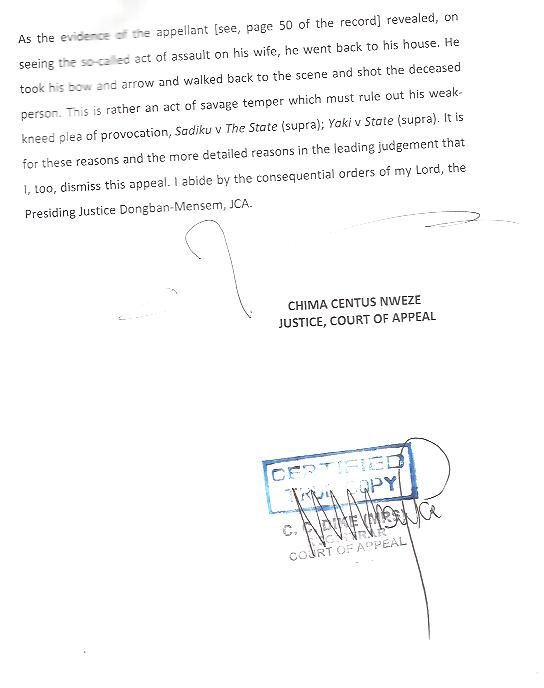 As the evidence of the appellant [see, page 50 of the record] revealed, on
seeing the so-called act of assault on his wife, he went back to his house. He
took his bow and arrow and walked back to the scene and shot the deceased
person. This is rather an act of savage temper which must rule out his weak-
kneed plea of provocation, Sadiku v The State (supra); Yaki v State (supra). It is
for these reasons and the more detailed reasons in the leading judgement that
I, too, dismiss this appeal. I abide by the consequential orders of my Lord, the
Presiding Justice Dongban-Mensem, JCA.
CHIMA CENTUS NWEZE
JUSTICE, COURT OF APPEAL
CERTIFIED
TRUE COPY
C. (MRS)
COURT OF APPEAL